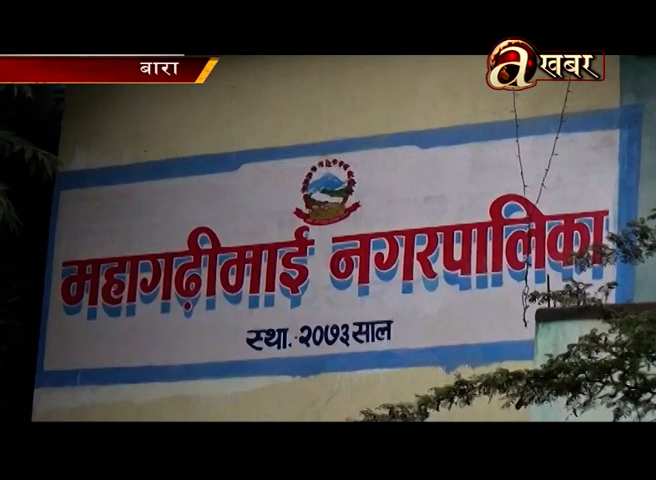 बारा
a खबर
महागढीमाई नगरपालिका
स्था. २०७३ साल